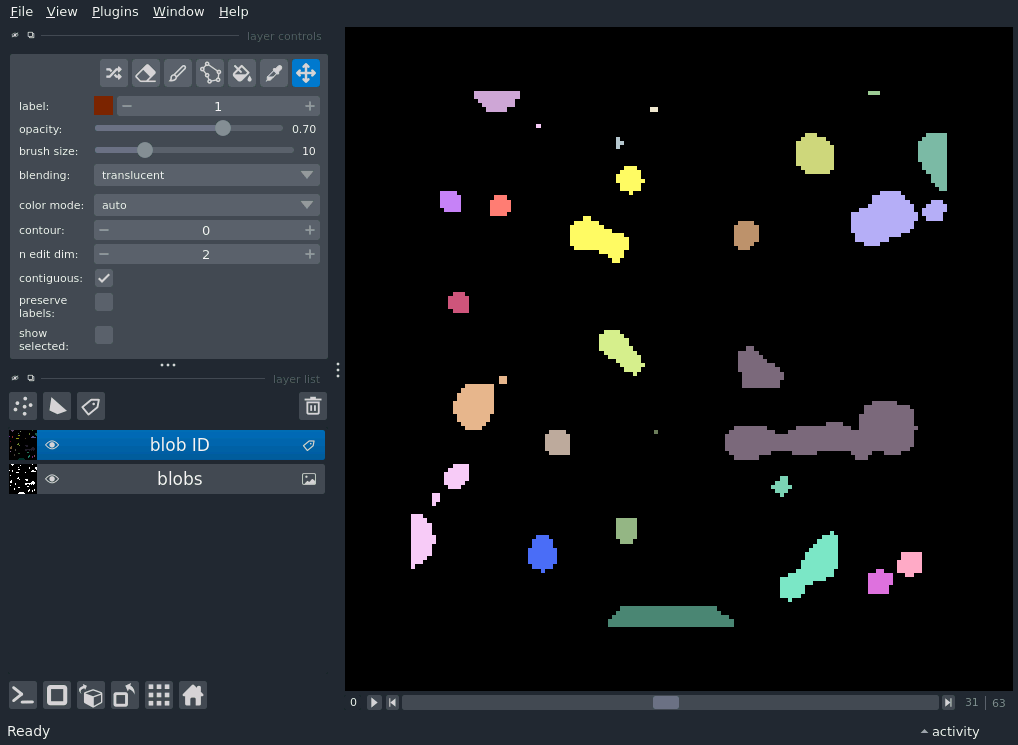 File View Plugins Window Help
layer controls
label: 1
opacity: 0.70
brush size: 10
blending: translucent
color mode: auto
contour: 0
n edit dim: 2
contiguous:
preserve
labels:
show
selected:
layer list
blob ID
blobs
0 31 63
Ready activity